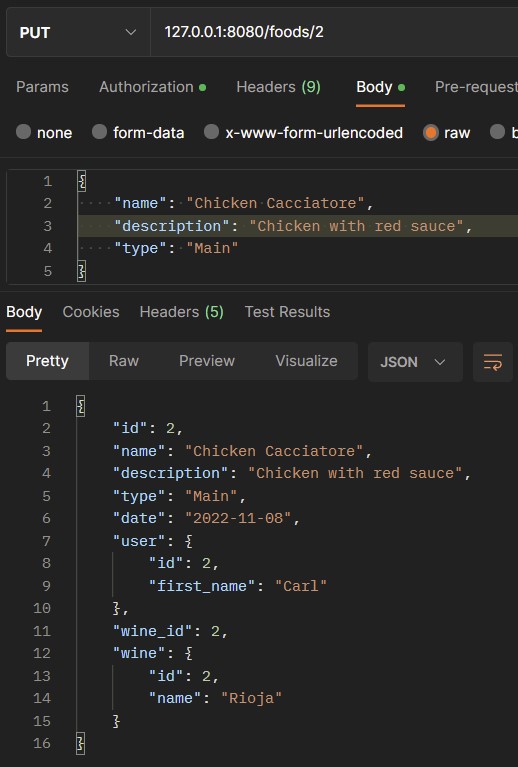 PUT 127.0.0.1:8080/foods/2
Params Authorization Headers (9) Body Pre-request
none form-data x-www-form-urlencoded raw b
1 {
2 "name": "Chicken Cacciatore",
3 "description": "Chicken with red sauce",
4 "type": "Main"
5 }
Body Cookies Headers (5) Test Results
Pretty Raw Preview Visualize JSON
1 {
2 "id": 2,
3 "name": "Chicken Cacciatore",
4 "description": "Chicken with red sauce",
5 "type": "Main",
6 "date": "2022-11-08",
7 "user": {
8 "id": 2,
9 "first_name": "Carl"
10 },
11 "wine_id": 2,
12 "wine": {
13 "id": 2,
14 "name": "Rioja"
15 }
16 }